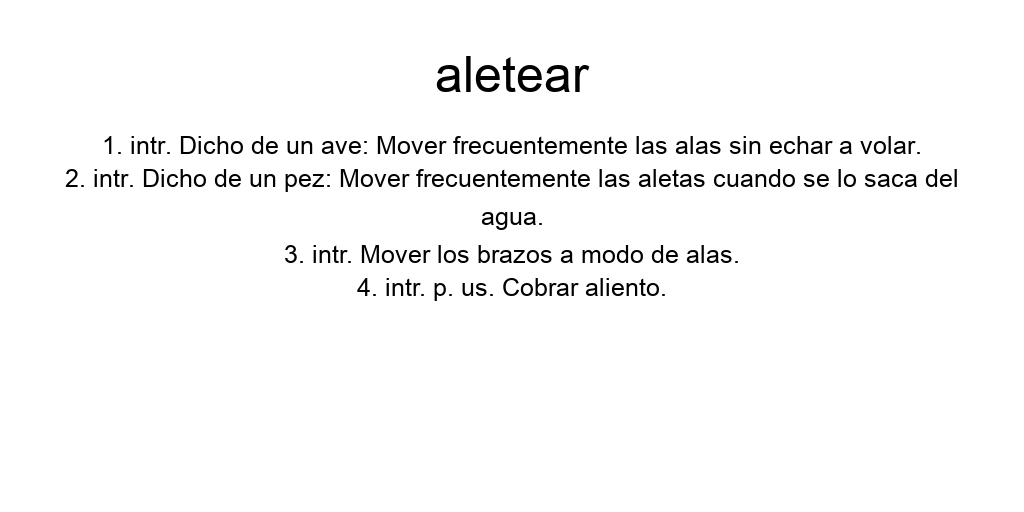 aletear
1. intr. Dicho de un ave: Mover frecuentemente las alas sin echar a volar.
2. intr. Dicho de un pez: Mover frecuentemente las aletas cuando se lo saca del
agua.
3. intr. Mover los brazos a modo de alas.
4. intr. p. us. Cobrar aliento.